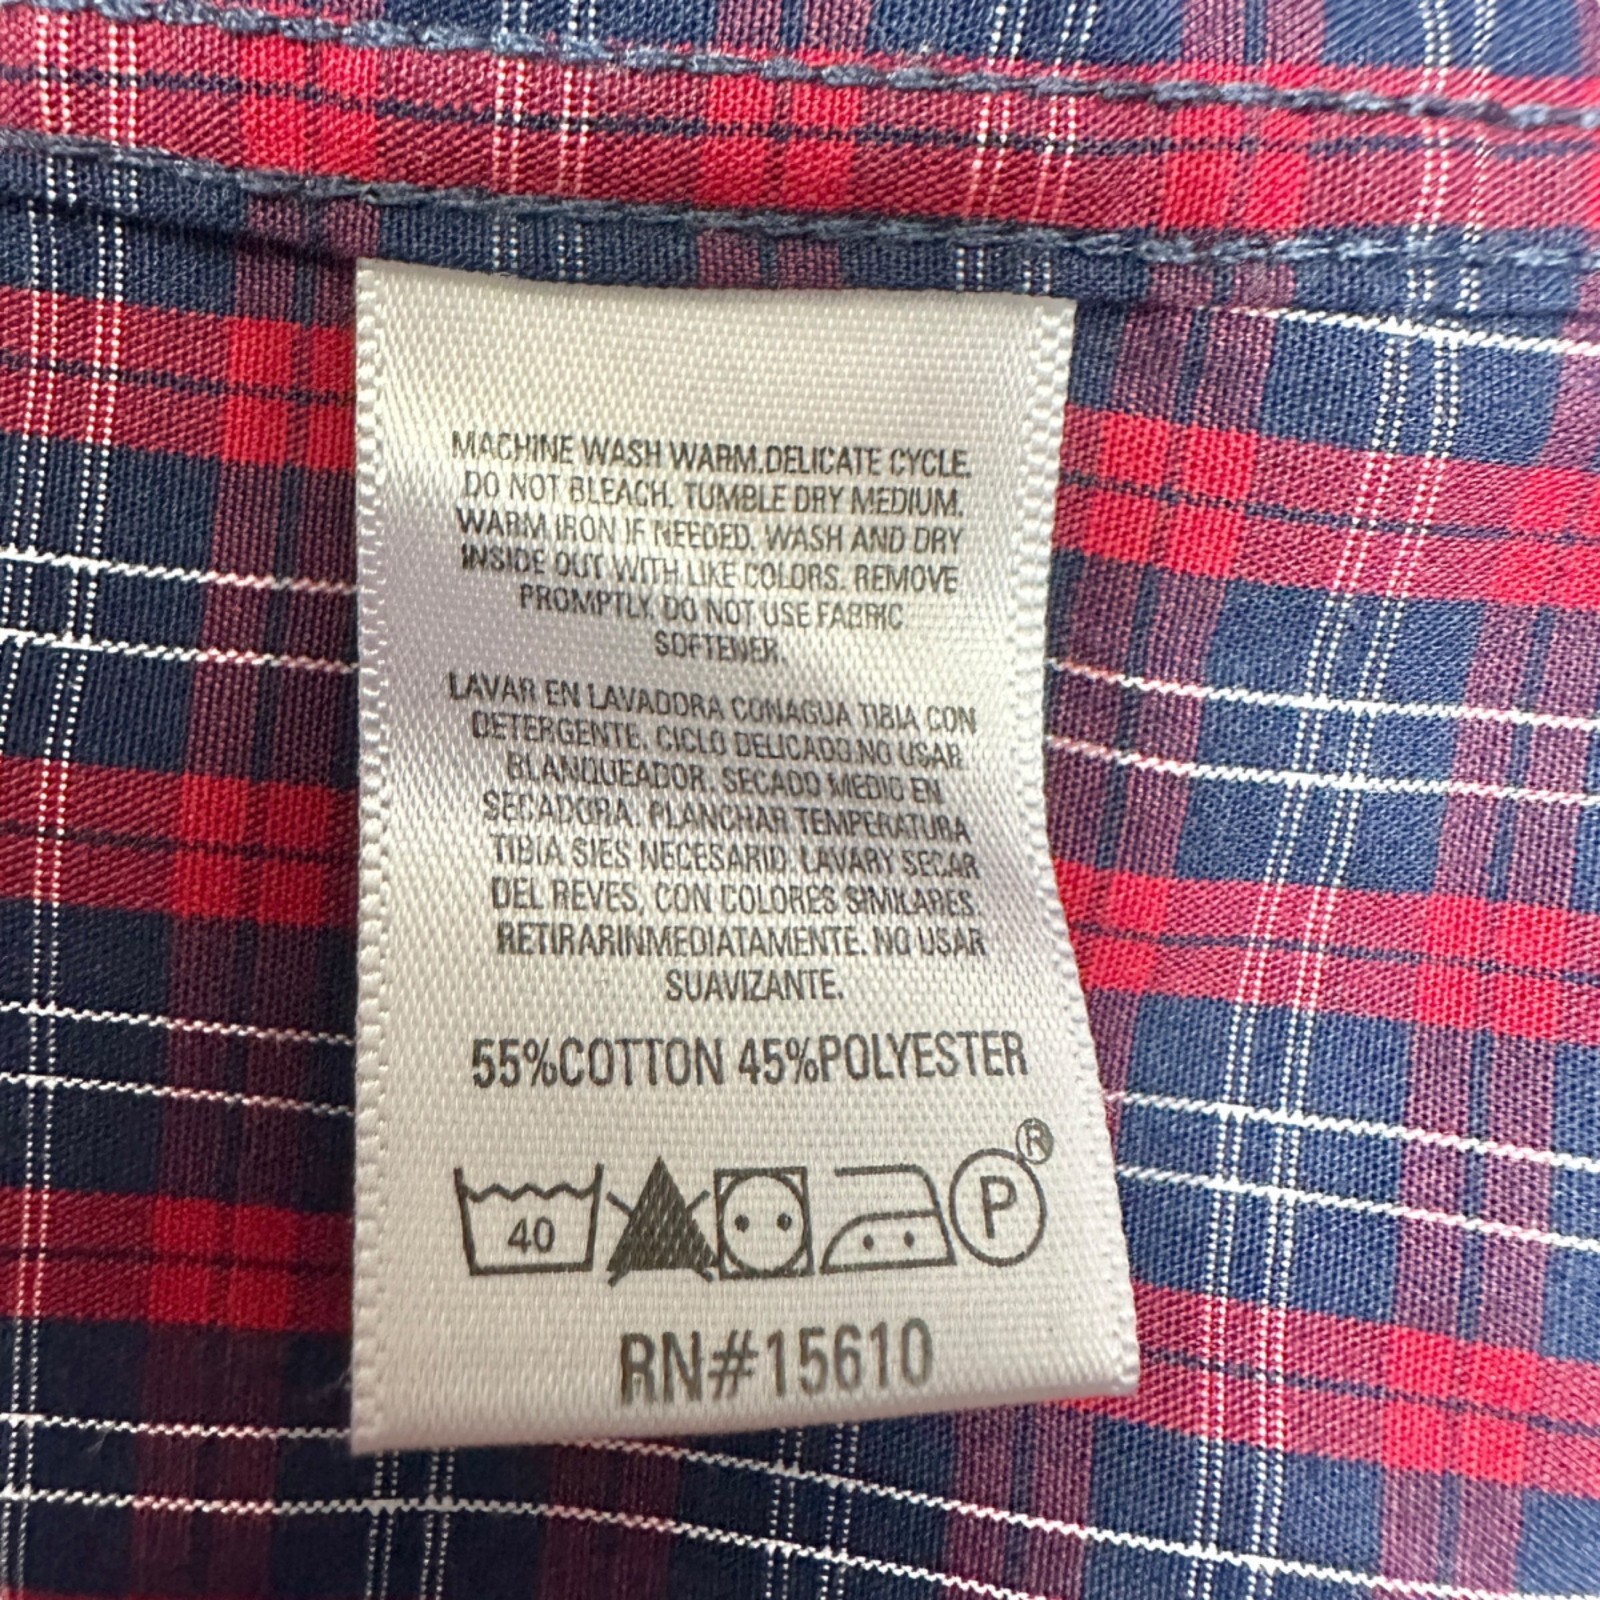 MACHINE WASH WARM.DELICATE CYCLE.
DO NOT BLEACH. TUMBLE DRY MEDIUM.
WARM IRON IF NEEDED. WASH AND DRY
INSIDE OUT WITH LIKE COLORS. REMOVE
PROMPTLY. DO NOT USE FABRIC
SOFTENER.
LAVAR EN LAVADORA CONAGUA TIBIA CON
DETERGENTE. CICLO DELICADO.NO USAR
BLANQUEADOR. SECADO MEDIO EN
SECADORA. PLANCHAR TEMPERATURA
TIBIA SIES NECESARIO. LAVARY SECAR
DEL REVES, CON COLORES SIMILARES.
RETIRARINMEDIATAMENTE. NO USAR
SUAVIZANTE.
55%COTTON 45%POLYESTER
40 P ®
RN#15610